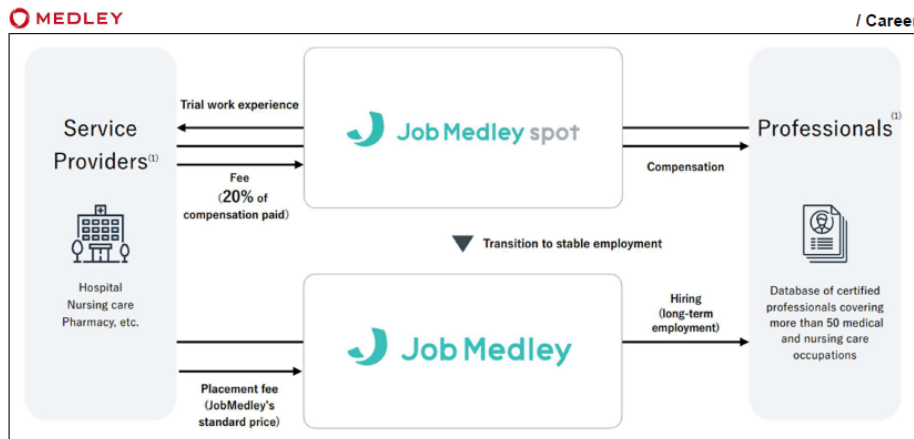 MEDLEY
/ Career
Service
Providers(1)
Hospital
Nursing care
Pharmacy, etc.
Trial work experience
Fee
(20% of
compensation paid)
Job Medley spot
Compensation
Professionals(1)
Database of certified
professionals covering
more than 50 medical
and nursing care
occupations
Transition to stable employment
Job Medley
Hiring
(long-term
employment)
Placement fee
(JobMedley's
standard price)